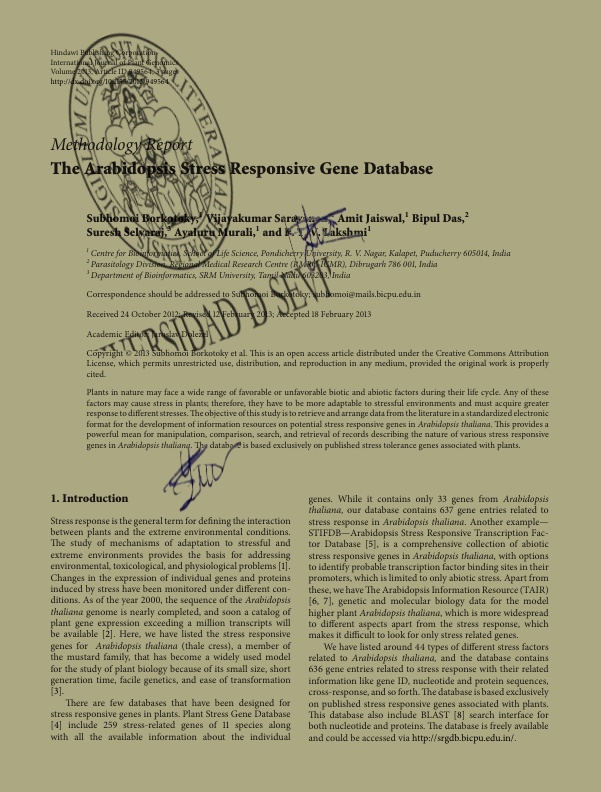 Hindawi Publishing Corporation
International Journal of Plant Genomics
Volume 2013, Article ID 949564, 3 pages
http://dx.doi.org/10.1155/2013/949564
Methodology Report
The Arabidopsis Stress Responsive Gene Database
Subhomoi Borkotoky,1 Vijayakumar Saravanan,1 Amit Jaiswal,1 Bipul Das,2
Suresh Selvaraj,3 Ayaluru Murali,1 and P. T. V. Lakshmi1
1 Centre for Bioinformatics, School of Life Science, Pondicherry University, R. V. Nagar, Kalapet, Puducherry 605014, India
2 Parasitology Division, Regional Medical Research Centre (RMRC-ICMR), Dibrugarh 786 001, India
3 Department of Bioinformatics, SRM University, Tamil Nadu 603203, India
Correspondence should be addressed to Subhomoi Borkotoky; subhomoi@mails.bicpu.edu.in
Received 24 October 2012; Revised 12 February 2013; Accepted 18 February 2013
Academic Editor: Jaroslav Doležel
Copyright © 2013 Subhomoi Borkotoky et al. This is an open access article distributed under the Creative Commons Attribution
License, which permits unrestricted use, distribution, and reproduction in any medium, provided the original work is properly
cited.
Plants in nature may face a wide range of favorable or unfavorable biotic and abiotic factors during their life cycle. Any of these
factors may cause stress in plants; therefore, they have to be more adaptable to stressful environments and must acquire greater
response to different stresses. The objective of this study is to retrieve and arrange data from the literature in a standardized electronic
format for the development of information resources on potential stress responsive genes in Arabidopsis thaliana. This provides a
powerful mean for manipulation, comparison, search, and retrieval of records describing the nature of various stress responsive
genes in Arabidopsis thaliana. The database is based exclusively on published stress tolerance genes associated with plants.
1. Introduction
Stress response is the general term for defining the interaction
between plants and the extreme environmental conditions.
The study of mechanisms of adaptation to stressful and
extreme environments provides the basis for addressing
environmental, toxicological, and physiological problems [1].
Changes in the expression of individual genes and proteins
induced by stress have been monitored under different con-
ditions. As of the year 2000, the sequence of the Arabidopsis
thaliana genome is nearly completed, and soon a catalog of
plant gene expression exceeding a million transcripts will
be available [2]. Here, we have listed the stress responsive
genes for Arabidopsis thaliana (thale cress), a member of
the mustard family, that has become a widely used model
for the study of plant biology because of its small size, short
generation time, facile genetics, and ease of transformation
[3].
There are few databases that have been designed for
stress responsive genes in plants. Plant Stress Gene Database
[4] include 259 stress-related genes of 11 species along
with all the available information about the individual
genes. While it contains only 33 genes from Arabidopsis
thaliana, our database contains 637 gene entries related to
stress response in Arabidopsis thaliana. Another example—
STIFDB—Arabidopsis Stress Responsive Transcription Fac-
tor Database [5], is a comprehensive collection of abiotic
stress responsive genes in Arabidopsis thaliana, with options
to identify probable transcription factor binding sites in their
promoters, which is limited to only abiotic stress. Apart from
these, we have The Arabidopsis Information Resource (TAIR)
[6, 7], genetic and molecular biology data for the model
higher plant Arabidopsis thaliana, which is more widespread
to different aspects apart from the stress response, which
makes it difficult to look for only stress related genes.
We have listed around 44 types of different stress factors
related to Arabidopsis thaliana, and the database contains
636 gene entries related to stress response with their related
information like gene ID, nucleotide and protein sequences,
cross-response, and so forth. The database is based exclusively
on published stress responsive genes associated with plants.
This database also include BLAST [8] search interface for
both nucleotide and proteins. The database is freely available
and could be accessed via http://srgdb.bicpu.edu.in/.